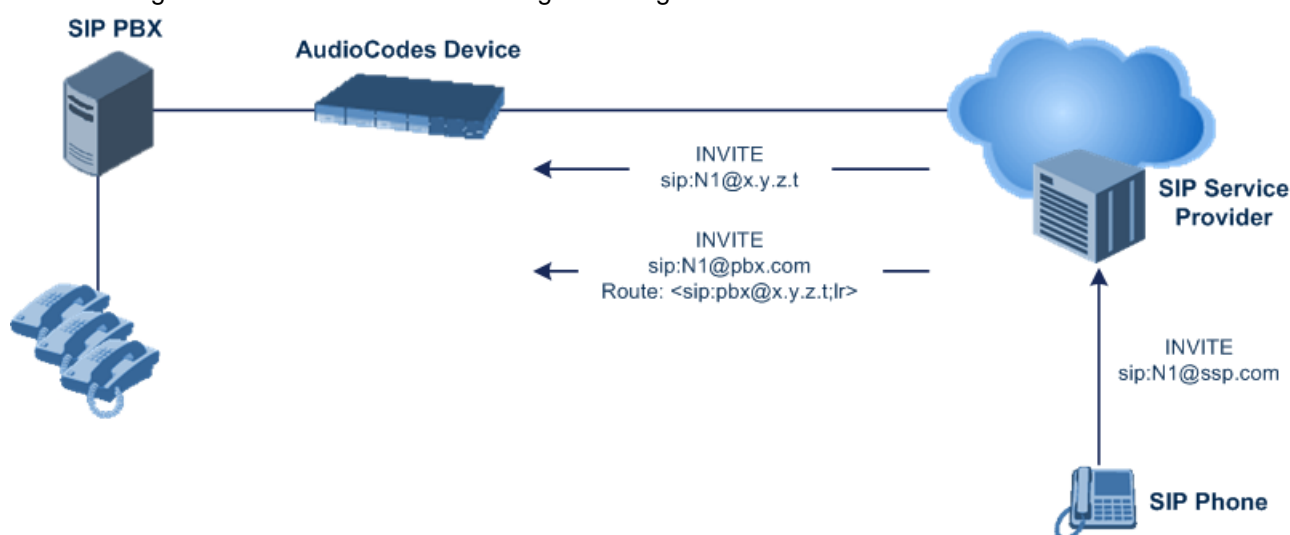 SIP PBX
AudioCodes Device
INVITE
sip:N1@x.y.z.t
SIP Service
Provider
INVITE
sip:N1@pbx.com
Route: <sip:pbx@x.y.z.t;lr>
INVITE
sip:N1@ssp.com
SIP Phone